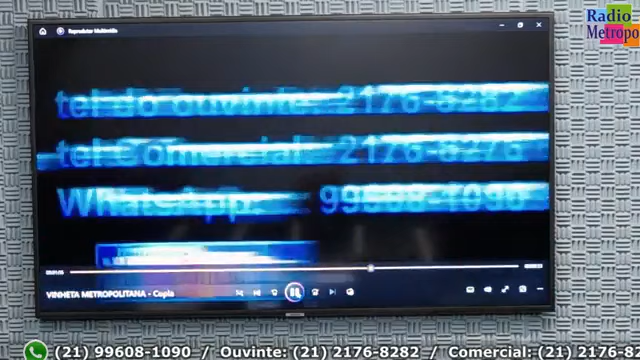 Reprodutor Multimídia
Radio
Metropo
tel do ouvinte: 2176-8282
tel Comercial: 2176-8278
WhatsApp: 99608-1090
VINHETA METROPOLITANA - Copia
(21) 99608-1090 / Ouvinte: (21) 2176-8282 / Comercial: (21) 2176-8